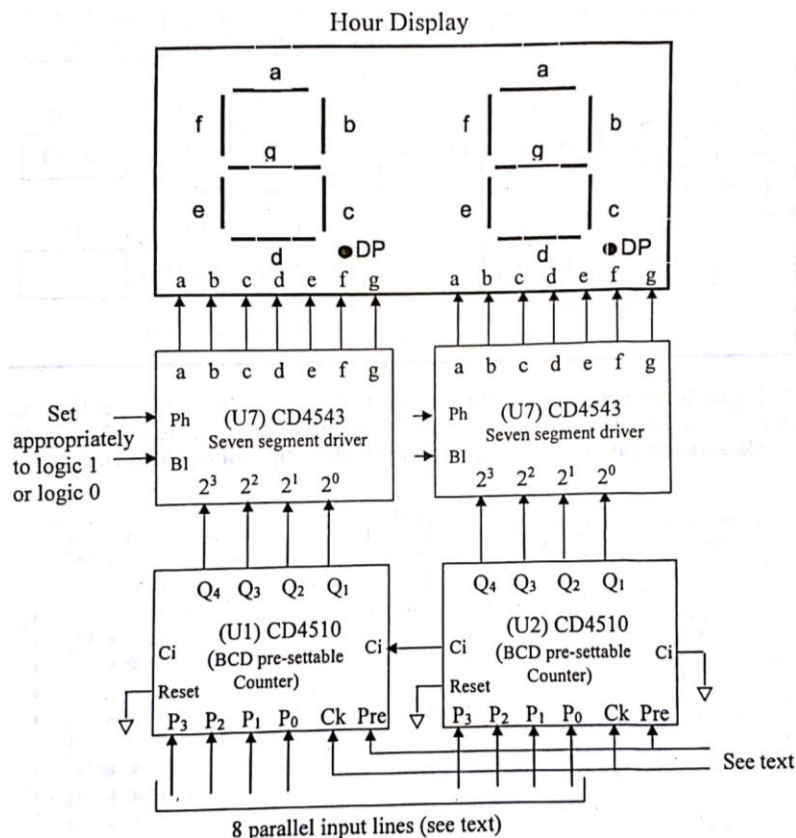 Hour Display
a a
f b f b
g g
e c e c
d DP d DP
a b c d e f g a b c d e f g
a b c d e f g a b c d e f g
Set
appropriately
to logic 1
or logic 0
Ph (U7) CD4543
Seven segment driver
Bl
2³ 2² 2¹ 2⁰
Ph (U7) CD4543
Seven segment driver
Bl
2³ 2² 2¹ 2⁰
Q₄ Q₃ Q₂ Q₁
(U1) CD4510
Ci (BCD pre-settable Ci
Counter)
Reset
P₃ P₂ P₁ P₀ Ck Pre
Q₄ Q₃ Q₂ Q₁
(U2) CD4510
Ci (BCD pre-settable Ci
Counter)
Reset
P₃ P₂ P₁ P₀ Ck Pre
See text
8 parallel input lines (see text)